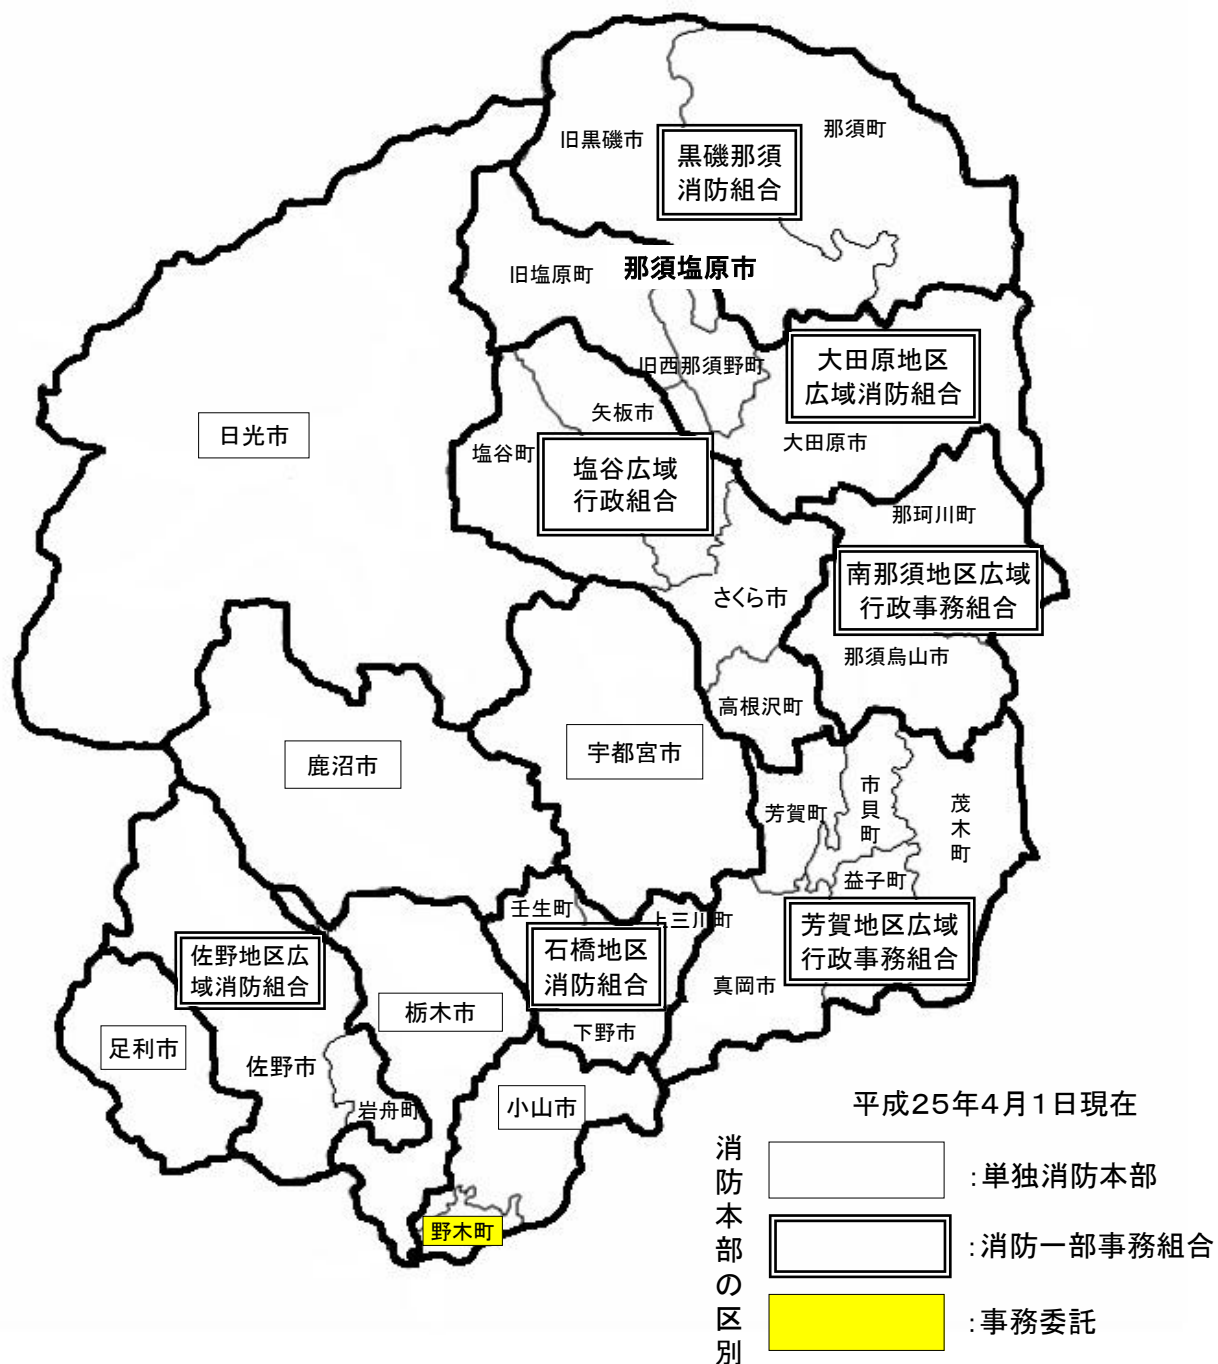 旧黒磯市
那須町
黒磯那須
消防組合
旧塩原町
那須塩原市
旧西那須野町
大田原地区
広域消防組合
大田原市
日光市
矢板市
塩谷町
塩谷広域
行政組合
那珂川町
南那須地区広域
行政事務組合
さくら市
那須烏山市
高根沢町
鹿沼市
宇都宮市
芳賀町
市貝町
茂木町
益子町
芳賀地区広域
行政事務組合
真岡市
壬生町
上三川町
石橋地区
消防組合
下野市
佐野地区広
域消防組合
栃木市
足利市
佐野市
岩舟町
小山市
野木町
平成25年4月1日現在
消防本部の区別
:単独消防本部
:消防一部事務組合
:事務委託